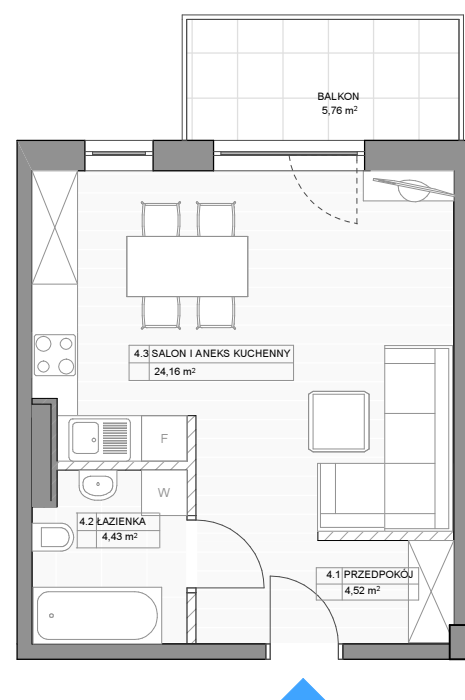 BALKON
5,76 m²
4.3 SALON I ANEKS KUCHENNY
24,16 m²
F
W
4.2 ŁAZIENKA
4,43 m²
4.1 PRZEDPOKÓJ
4,52 m²